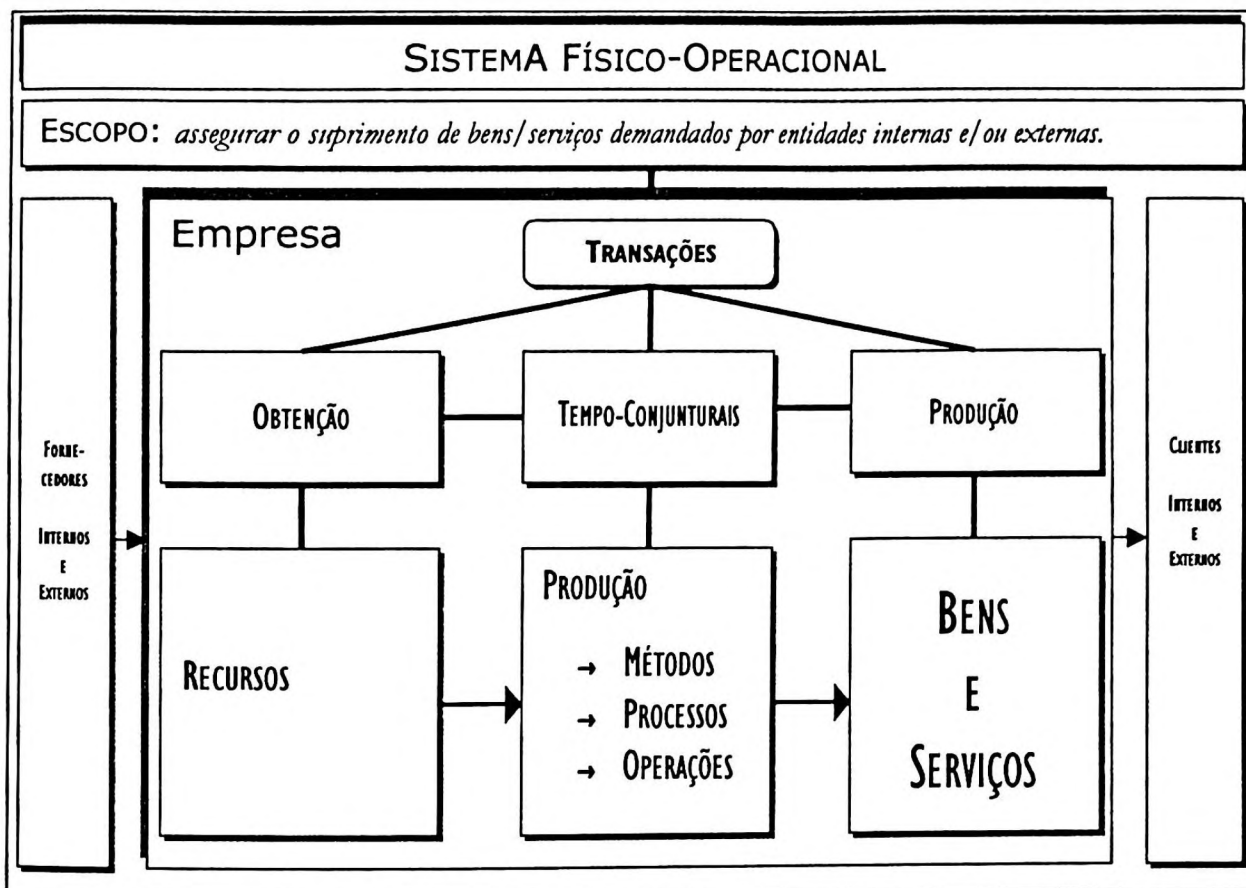 SISTEMA FÍSICO-OPERACIONAL
ESCOPO: assegurar o suprimento de bens/serviços demandados por entidades internas e/ou externas.
Empresa
TRANSAÇÕES
OBTENÇÃO
TEMPO-CONJUNTURAIS
PRODUÇÃO
FORNE-
CEDORES
INTERNOS
E
EXTERNOS
CLIENTES
INTERNOS
E
EXTERNOS
RECURSOS
PRODUÇÃO
→ MÉTODOS
→ PROCESSOS
→ OPERAÇÕES
BENS
E
SERVIÇOS